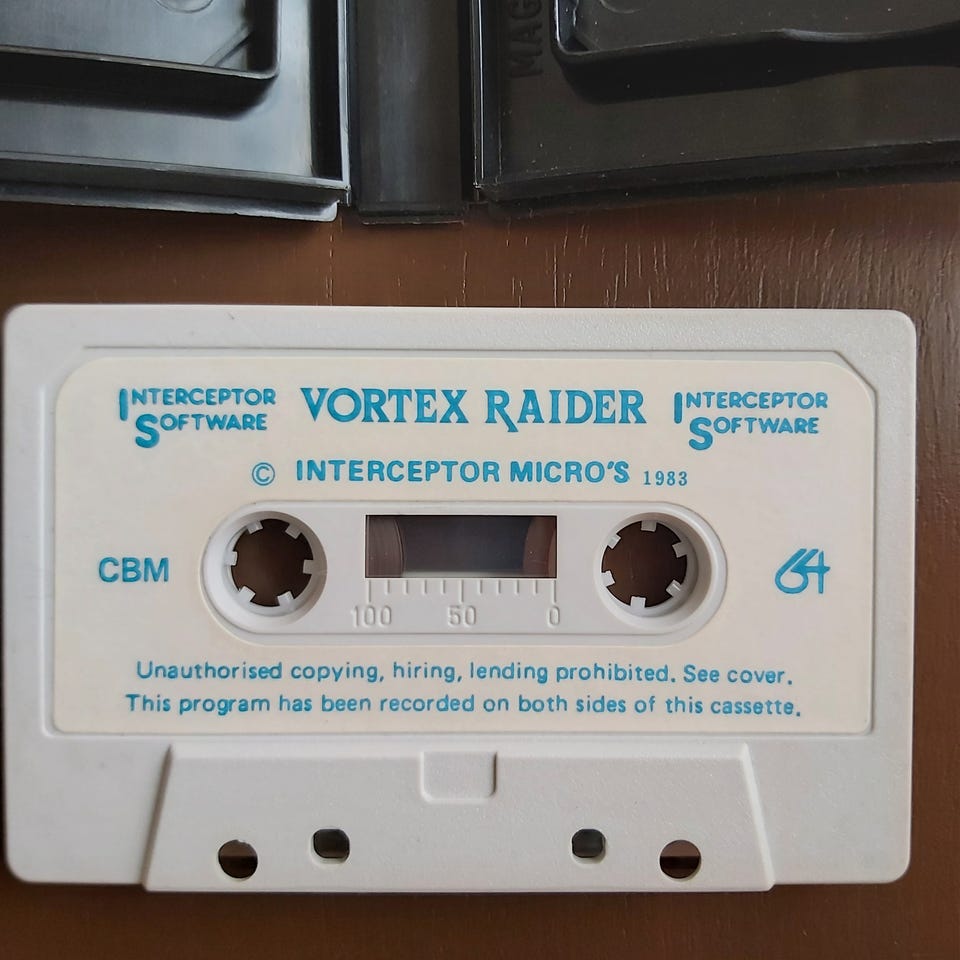 MAG
INTERCEPTOR SOFTWARE VORTEX RAIDER INTERCEPTOR SOFTWARE
© INTERCEPTOR MICRO'S 1983
CBM 64
100 50 0
Unauthorised copying, hiring, lending prohibited. See cover.
This program has been recorded on both sides of this cassette.